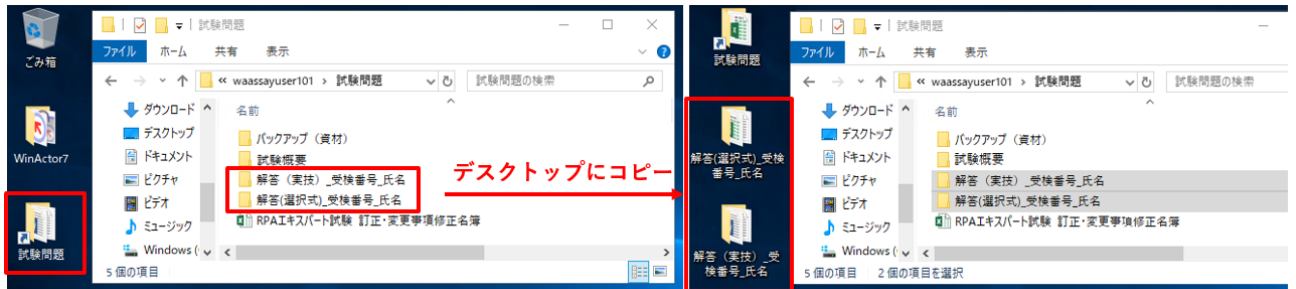 ごみ箱
WinActor7
試験問題
試験問題
ファイル ホーム 共有 表示
« waassayuser101 › 試験問題
試験問題の検索
ダウンロード
デスクトップ
ドキュメント
ピクチャ
ビデオ
ミュージック
Windows (
名前
バックアップ（資材）
試験概要
解答（実技）_受検番号_氏名
解答(選択式)_受検番号_氏名
RPAエキスパート試験 訂正・変更事項修正名簿
5 個の項目
デスクトップにコピー
試験問題
解答(選択式)_受検
番号_氏名
解答（実技）_受
検番号_氏名
試験問題
ファイル ホーム 共有 表示
« waassayuser101 › 試験問題
試験問題の検索
ダウンロード
デスクトップ
ドキュメント
ピクチャ
ビデオ
ミュージック
Windows (
名前
バックアップ（資材）
試験概要
解答（実技）_受検番号_氏名
解答(選択式)_受検番号_氏名
RPAエキスパート試験 訂正・変更事項修正名簿
5 個の項目 2 個の項目を選択